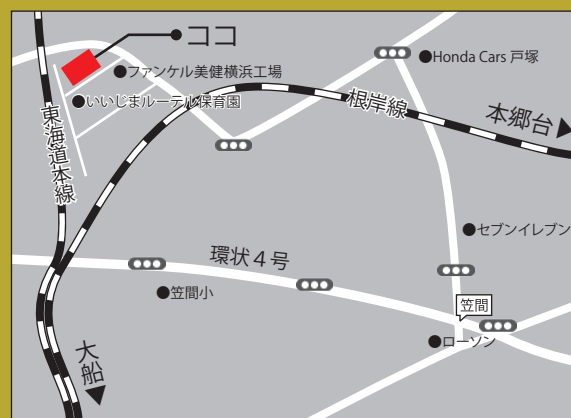 ココ
Honda Cars 戸塚
ファンケル美健横浜工場
いいじまルーテル保育園
根岸線
本郷台
東海道本線
セブンイレブン
環状4号
笠間小
笠間
ローソン
大船